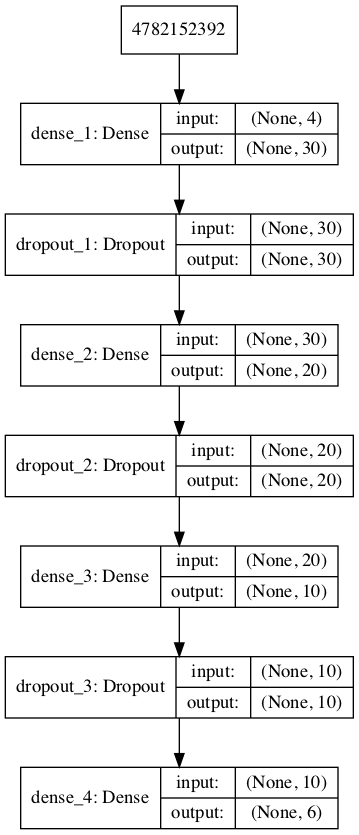 4782152392
dense_1: Dense
input: (None, 4)
output: (None, 30)
dropout_1: Dropout
input: (None, 30)
output: (None, 30)
dense_2: Dense
input: (None, 30)
output: (None, 20)
dropout_2: Dropout
input: (None, 20)
output: (None, 20)
dense_3: Dense
input: (None, 20)
output: (None, 10)
dropout_3: Dropout
input: (None, 10)
output: (None, 10)
dense_4: Dense
input: (None, 10)
output: (None, 6)